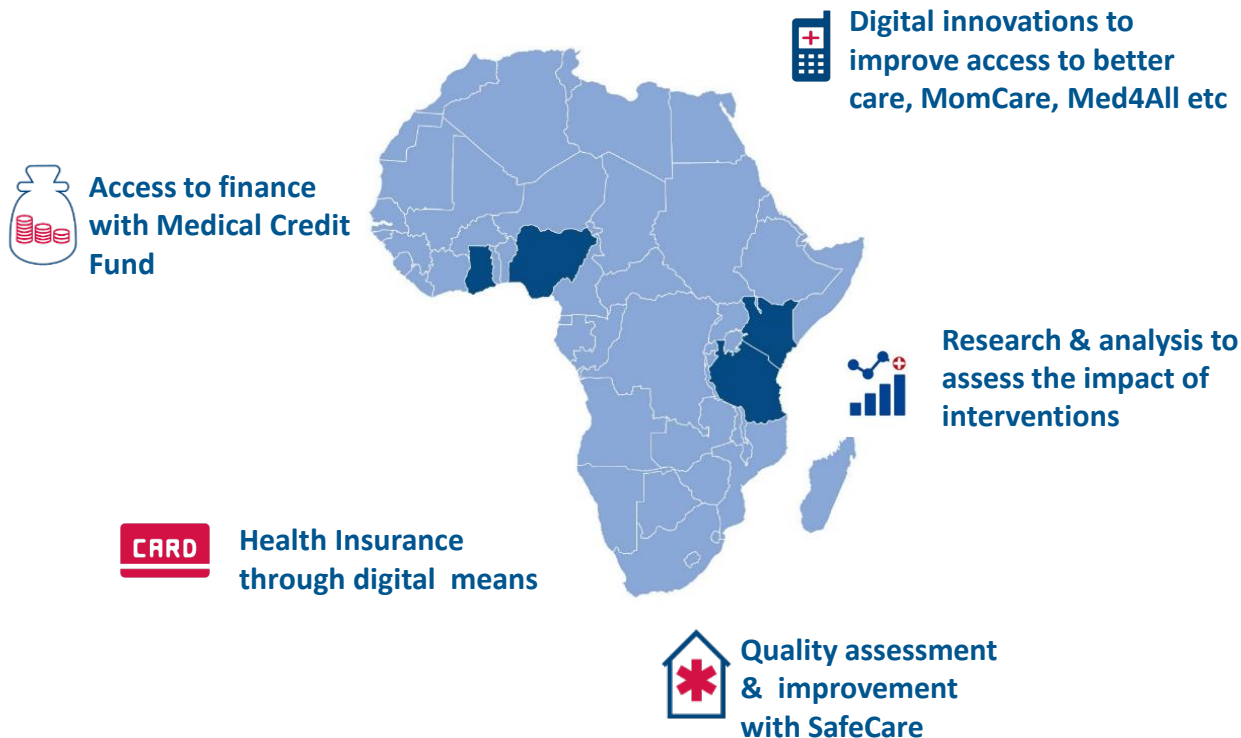 Digital innovations to
improve access to better
care, MomCare, Med4All etc
Access to finance
with Medical Credit
Fund
Research & analysis to
assess the impact of
interventions
CARD
Health Insurance
through digital means
Quality assessment
& improvement
with SafeCare